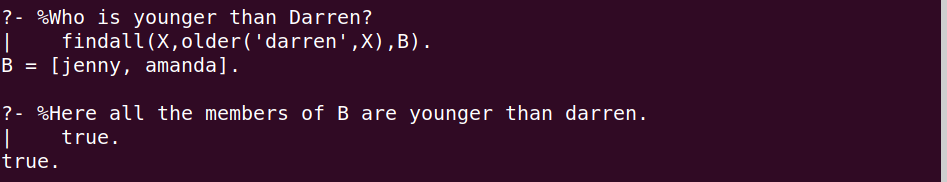 ?- %Who is younger than Darren?
|    findall(X,older('darren',X),B).
B = [jenny, amanda].
?- %Here all the members of B are younger than darren.
|    true.
true.